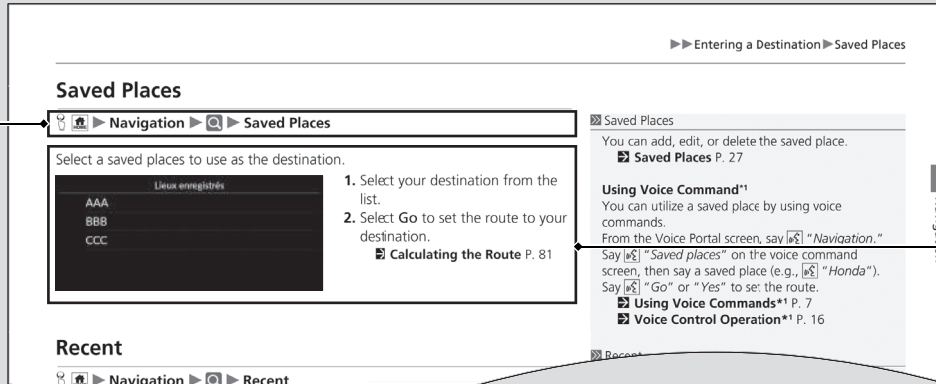 ▶▶Entering a Destination▶Saved Places
Saved Places
HOME ▶ Navigation ▶ ▶ Saved Places
Select a saved places to use as the destination.
Lieux enregistrés
AAA
BBB
CCC
1. Select your destination from the
list.
2. Select Go to set the route to your
destination.
Calculating the Route P. 81
Saved Places
You can add, edit, or delete the saved place.
Saved Places P. 27
Using Voice Command*1
You can utilize a saved place by using voice
commands.
From the Voice Portal screen, say "Navigation."
Say "Saved places" on the voice command
screen, then say a saved place (e.g., "Honda").
Say "Go" or "Yes" to set the route.
Using Voice Commands*1 P. 7
Voice Control Operation*1 P. 16
Recent
▶ Navigation ▶ ▶ Recent
Recent